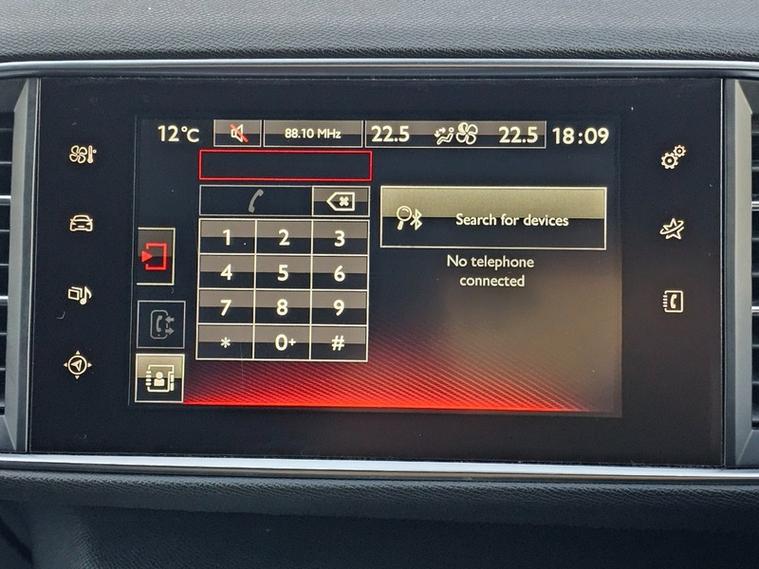 12°C 88.10 MHz 22.5 22.5 18:09
1 2 3
Search for devices
4 5 6
No telephone
connected
7 8 9
* 0+ #